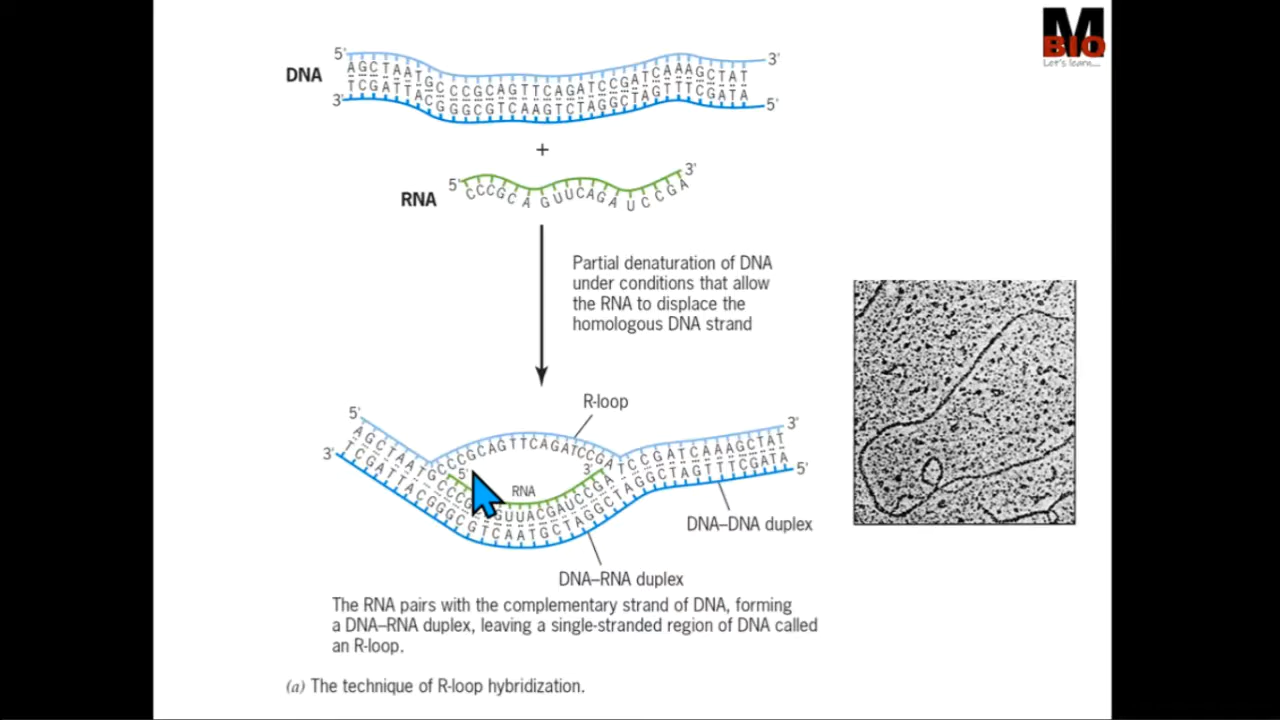 M
BIO
Let's learn....
5' 3'
DNA
AGCTAATGCCCGCAGTTCAGATCCGATCAAAGCTAT
TCGATTACGGGCGTCAAGTCTAGGCTAGTTTCGATA
3' 5'
+
5' 3'
RNA
CCCGCAGUUCAGAUCCGA
Partial denaturation of DNA
under conditions that allow
the RNA to displace the
homologous DNA strand
R-loop
5' 3'
3' 5'
5' 3'
RNA
DNA–DNA duplex
DNA–RNA duplex
The RNA pairs with the complementary strand of DNA, forming
a DNA–RNA duplex, leaving a single-stranded region of DNA called
an R-loop.
(a) The technique of R-loop hybridization.